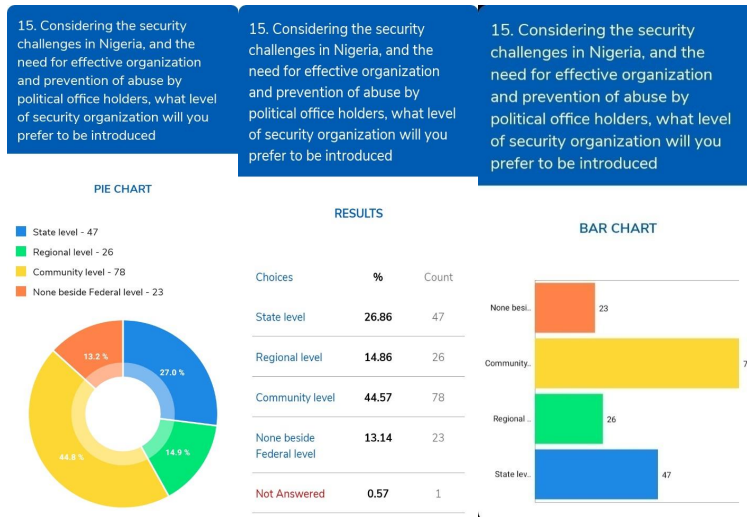 15. Considering the security
challenges in Nigeria, and the
need for effective organization
and prevention of abuse by
political office holders, what level
of security organization will you
prefer to be introduced
PIE CHART
State level - 47
Regional level - 26
Community level - 78
None beside Federal level - 23
13.2 %
27.0 %
44.8 %
14.9 %
15. Considering the security
challenges in Nigeria, and the
need for effective organization
and prevention of abuse by
political office holders, what level
of security organization will you
prefer to be introduced
RESULTS
Choices % Count
State level 26.86 47
Regional level 14.86 26
Community level 44.57 78
None beside 13.14 23
Federal level
Not Answered 0.57 1
15. Considering the security
challenges in Nigeria, and the
need for effective organization
and prevention of abuse by
political office holders, what level
of security organization will you
prefer to be introduced
BAR CHART
None besi.. 23
Community.. 7
Regional .. 26
State lev.. 47